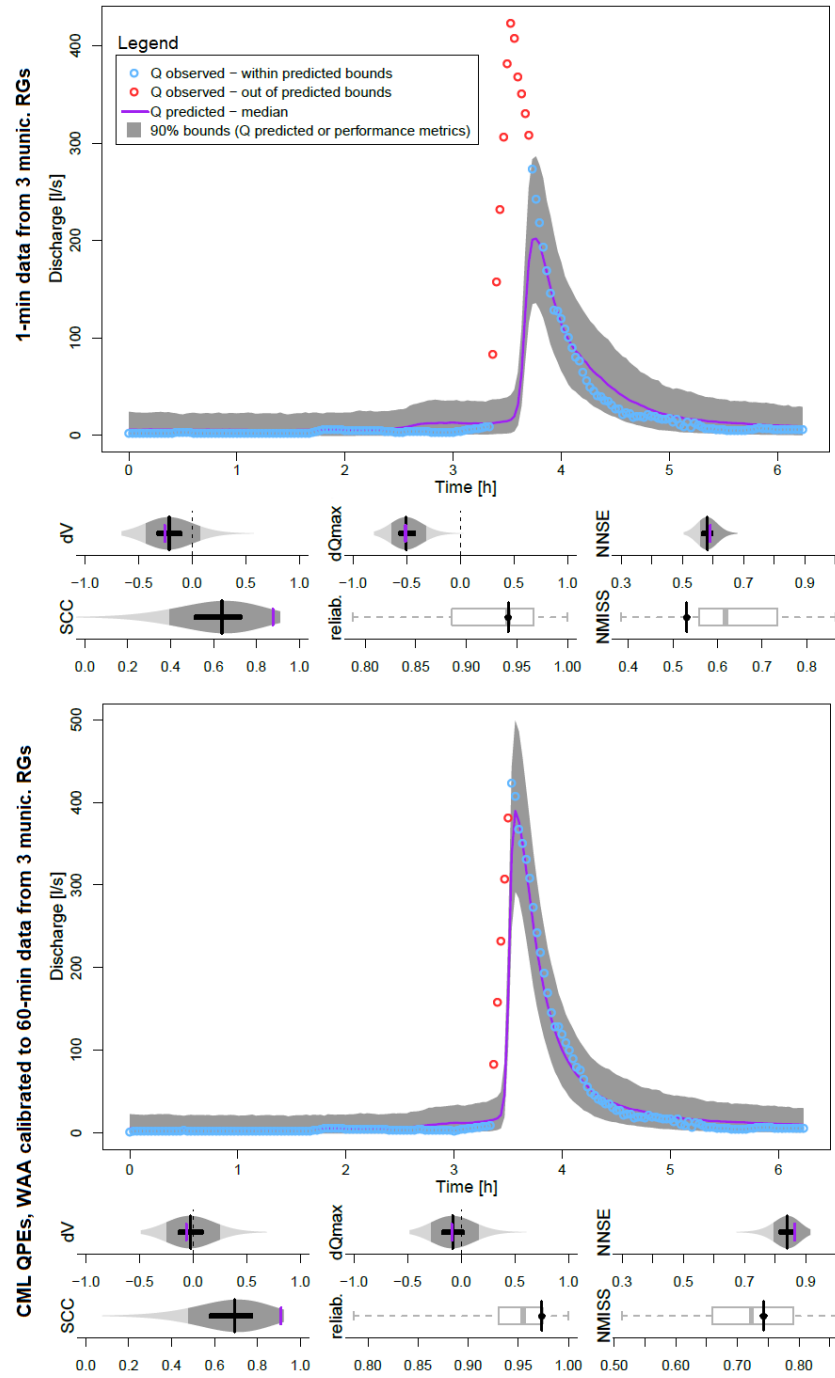 1-min data from 3 munic. RGs
Discharge [l/s]
400
300
200
100
0
Legend
Q observed − within predicted bounds
Q observed − out of predicted bounds
Q predicted − median
90% bounds (Q predicted or performance metrics)
0 1 2 3 4 5 6
Time [h]
dV
−1.0 −0.5 0.0 0.5 1.0
dQmax
−1.0 −0.5 0.0 0.5 1.0
NNSE
0.3 0.5 0.7 0.9 1
SCC
0.0 0.2 0.4 0.6 0.8 1.0
reliab.
0.80 0.85 0.90 0.95 1.00
NMISS
0.4 0.5 0.6 0.7 0.8
CML QPEs, WAA calibrated to 60-min data from 3 munic. RGs
Discharge [l/s]
500
400
300
200
100
0
0 1 2 3 4 5 6
Time [h]
dV
−1.0 −0.5 0.0 0.5 1.0
dQmax
−1.0 −0.5 0.0 0.5 1.0
NNSE
0.3 0.5 0.7 0.9
SCC
0.0 0.2 0.4 0.6 0.8 1.0
reliab.
0.80 0.85 0.90 0.95 1.00
NMISS
0.50 0.60 0.70 0.80